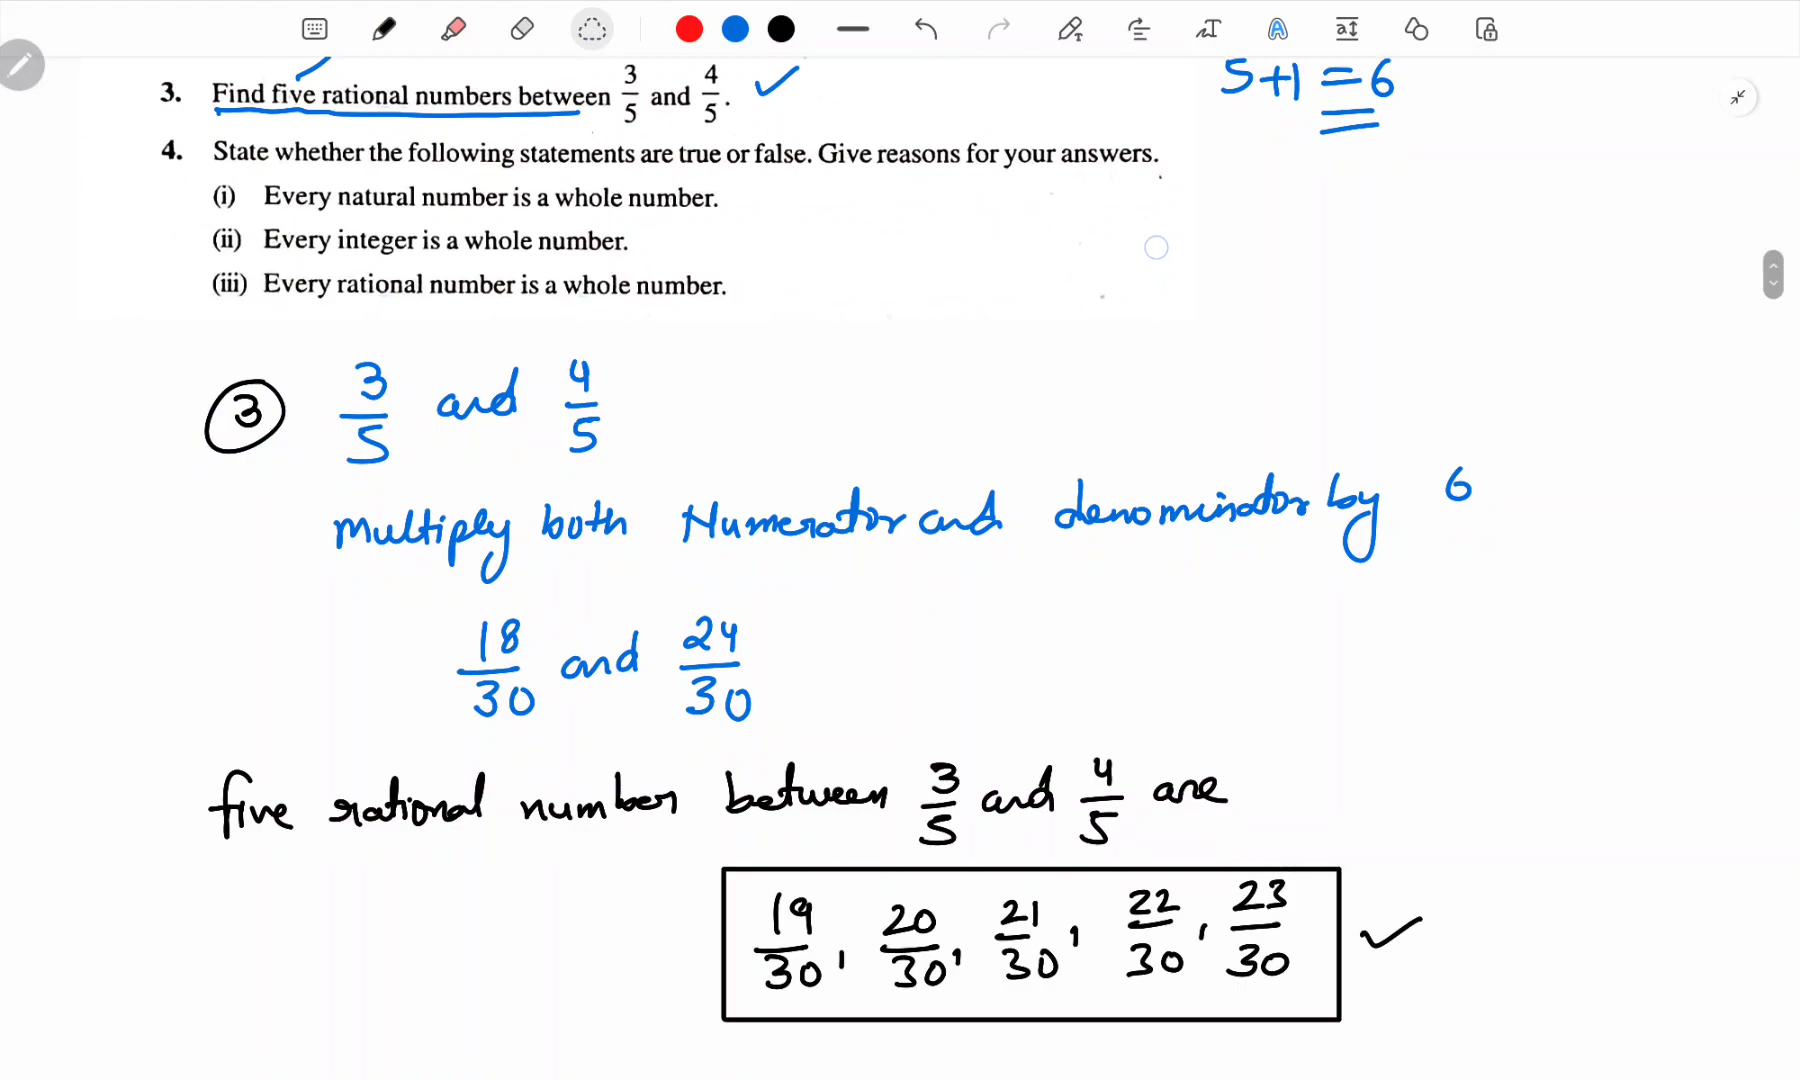 3. Find five rational numbers between 3/5 and 4/5.
5+1 = 6
4. State whether the following statements are true or false. Give reasons for your answers.
(i) Every natural number is a whole number.
(ii) Every integer is a whole number.
(iii) Every rational number is a whole number.
3 3/5 and 4/5
Multiply both Numerator and denominator by 6
18/30 and 24/30
five rational number between 3/5 and 4/5 are
19/30, 20/30, 21/30, 22/30, 23/30